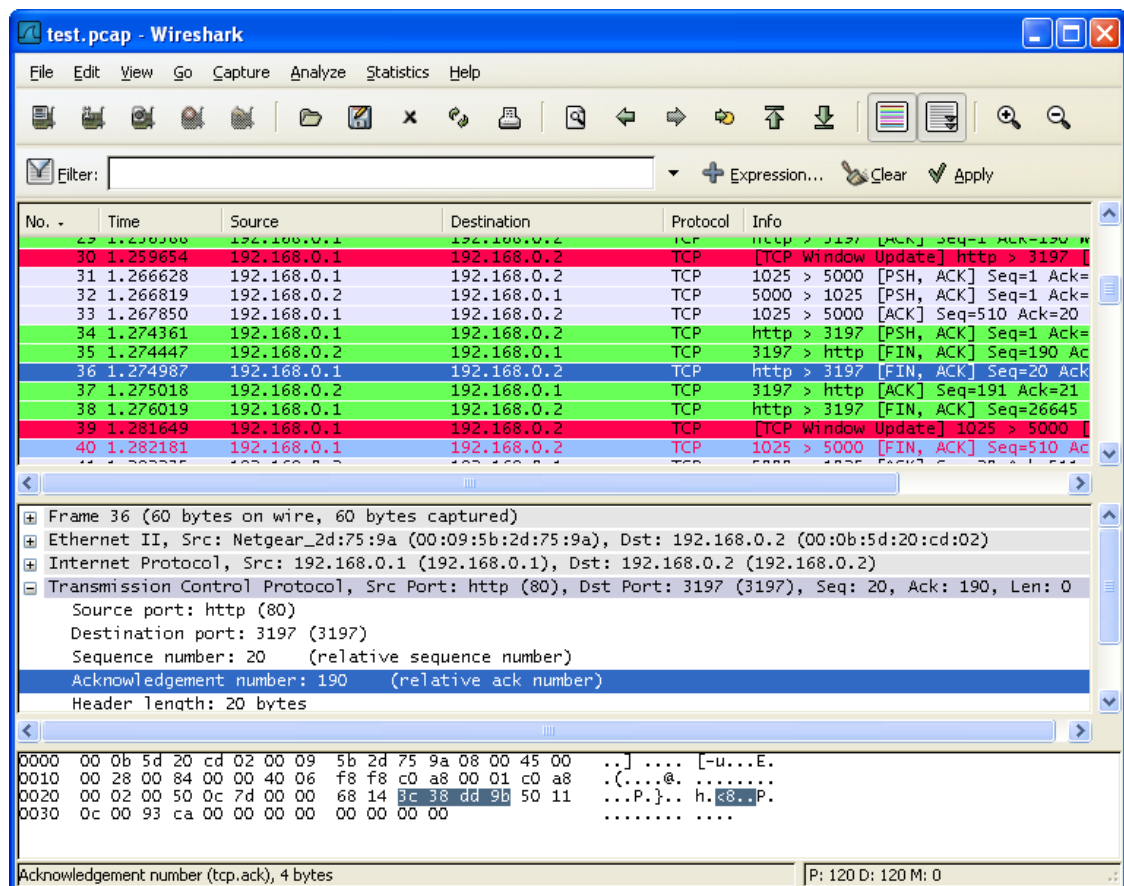 test.pcap - Wireshark
File Edit View Go Capture Analyze Statistics Help
Filter: Expression... Clear Apply
No. Time Source Destination Protocol Info
29 1.256588 192.168.0.1 192.168.0.2 TCP http > 3197 [ACK] Seq=1 Ack=190 W
30 1.259654 192.168.0.1 192.168.0.2 TCP [TCP Window Update] http > 3197 [
31 1.266628 192.168.0.1 192.168.0.2 TCP 1025 > 5000 [PSH, ACK] Seq=1 Ack=
32 1.266819 192.168.0.2 192.168.0.1 TCP 5000 > 1025 [PSH, ACK] Seq=1 Ack=
33 1.267850 192.168.0.1 192.168.0.2 TCP 1025 > 5000 [ACK] Seq=510 Ack=20
34 1.274361 192.168.0.1 192.168.0.2 TCP http > 3197 [PSH, ACK] Seq=1 Ack=
35 1.274447 192.168.0.2 192.168.0.1 TCP 3197 > http [FIN, ACK] Seq=190 Ac
36 1.274987 192.168.0.1 192.168.0.2 TCP http > 3197 [FIN, ACK] Seq=20 Ack
37 1.275018 192.168.0.2 192.168.0.1 TCP 3197 > http [ACK] Seq=191 Ack=21
38 1.276019 192.168.0.1 192.168.0.2 TCP http > 3197 [FIN, ACK] Seq=26645
39 1.281649 192.168.0.1 192.168.0.2 TCP [TCP Window Update] 1025 > 5000 [
40 1.282181 192.168.0.1 192.168.0.2 TCP 1025 > 5000 [FIN, ACK] Seq=510 Ac
Frame 36 (60 bytes on wire, 60 bytes captured)
Ethernet II, Src: Netgear_2d:75:9a (00:09:5b:2d:75:9a), Dst: 192.168.0.2 (00:0b:5d:20:cd:02)
Internet Protocol, Src: 192.168.0.1 (192.168.0.1), Dst: 192.168.0.2 (192.168.0.2)
Transmission Control Protocol, Src Port: http (80), Dst Port: 3197 (3197), Seq: 20, Ack: 190, Len: 0
Source port: http (80)
Destination port: 3197 (3197)
Sequence number: 20 (relative sequence number)
Acknowledgement number: 190 (relative ack number)
Header length: 20 bytes
0000 00 0b 5d 20 cd 02 00 09 5b 2d 75 9a 08 00 45 00 ..] .... [-u...E.
0010 00 28 00 84 00 00 40 06 f8 f8 c0 a8 00 01 c0 a8 .(....@. ........
0020 00 02 00 50 0c 7d 00 00 68 14 3c 38 dd 9b 50 11 ...P.}.. h.<8..P.
0030 0c 00 93 ca 00 00 00 00 00 00 00 00 ........ ....
Acknowledgement number (tcp.ack), 4 bytes P: 120 D: 120 M: 0